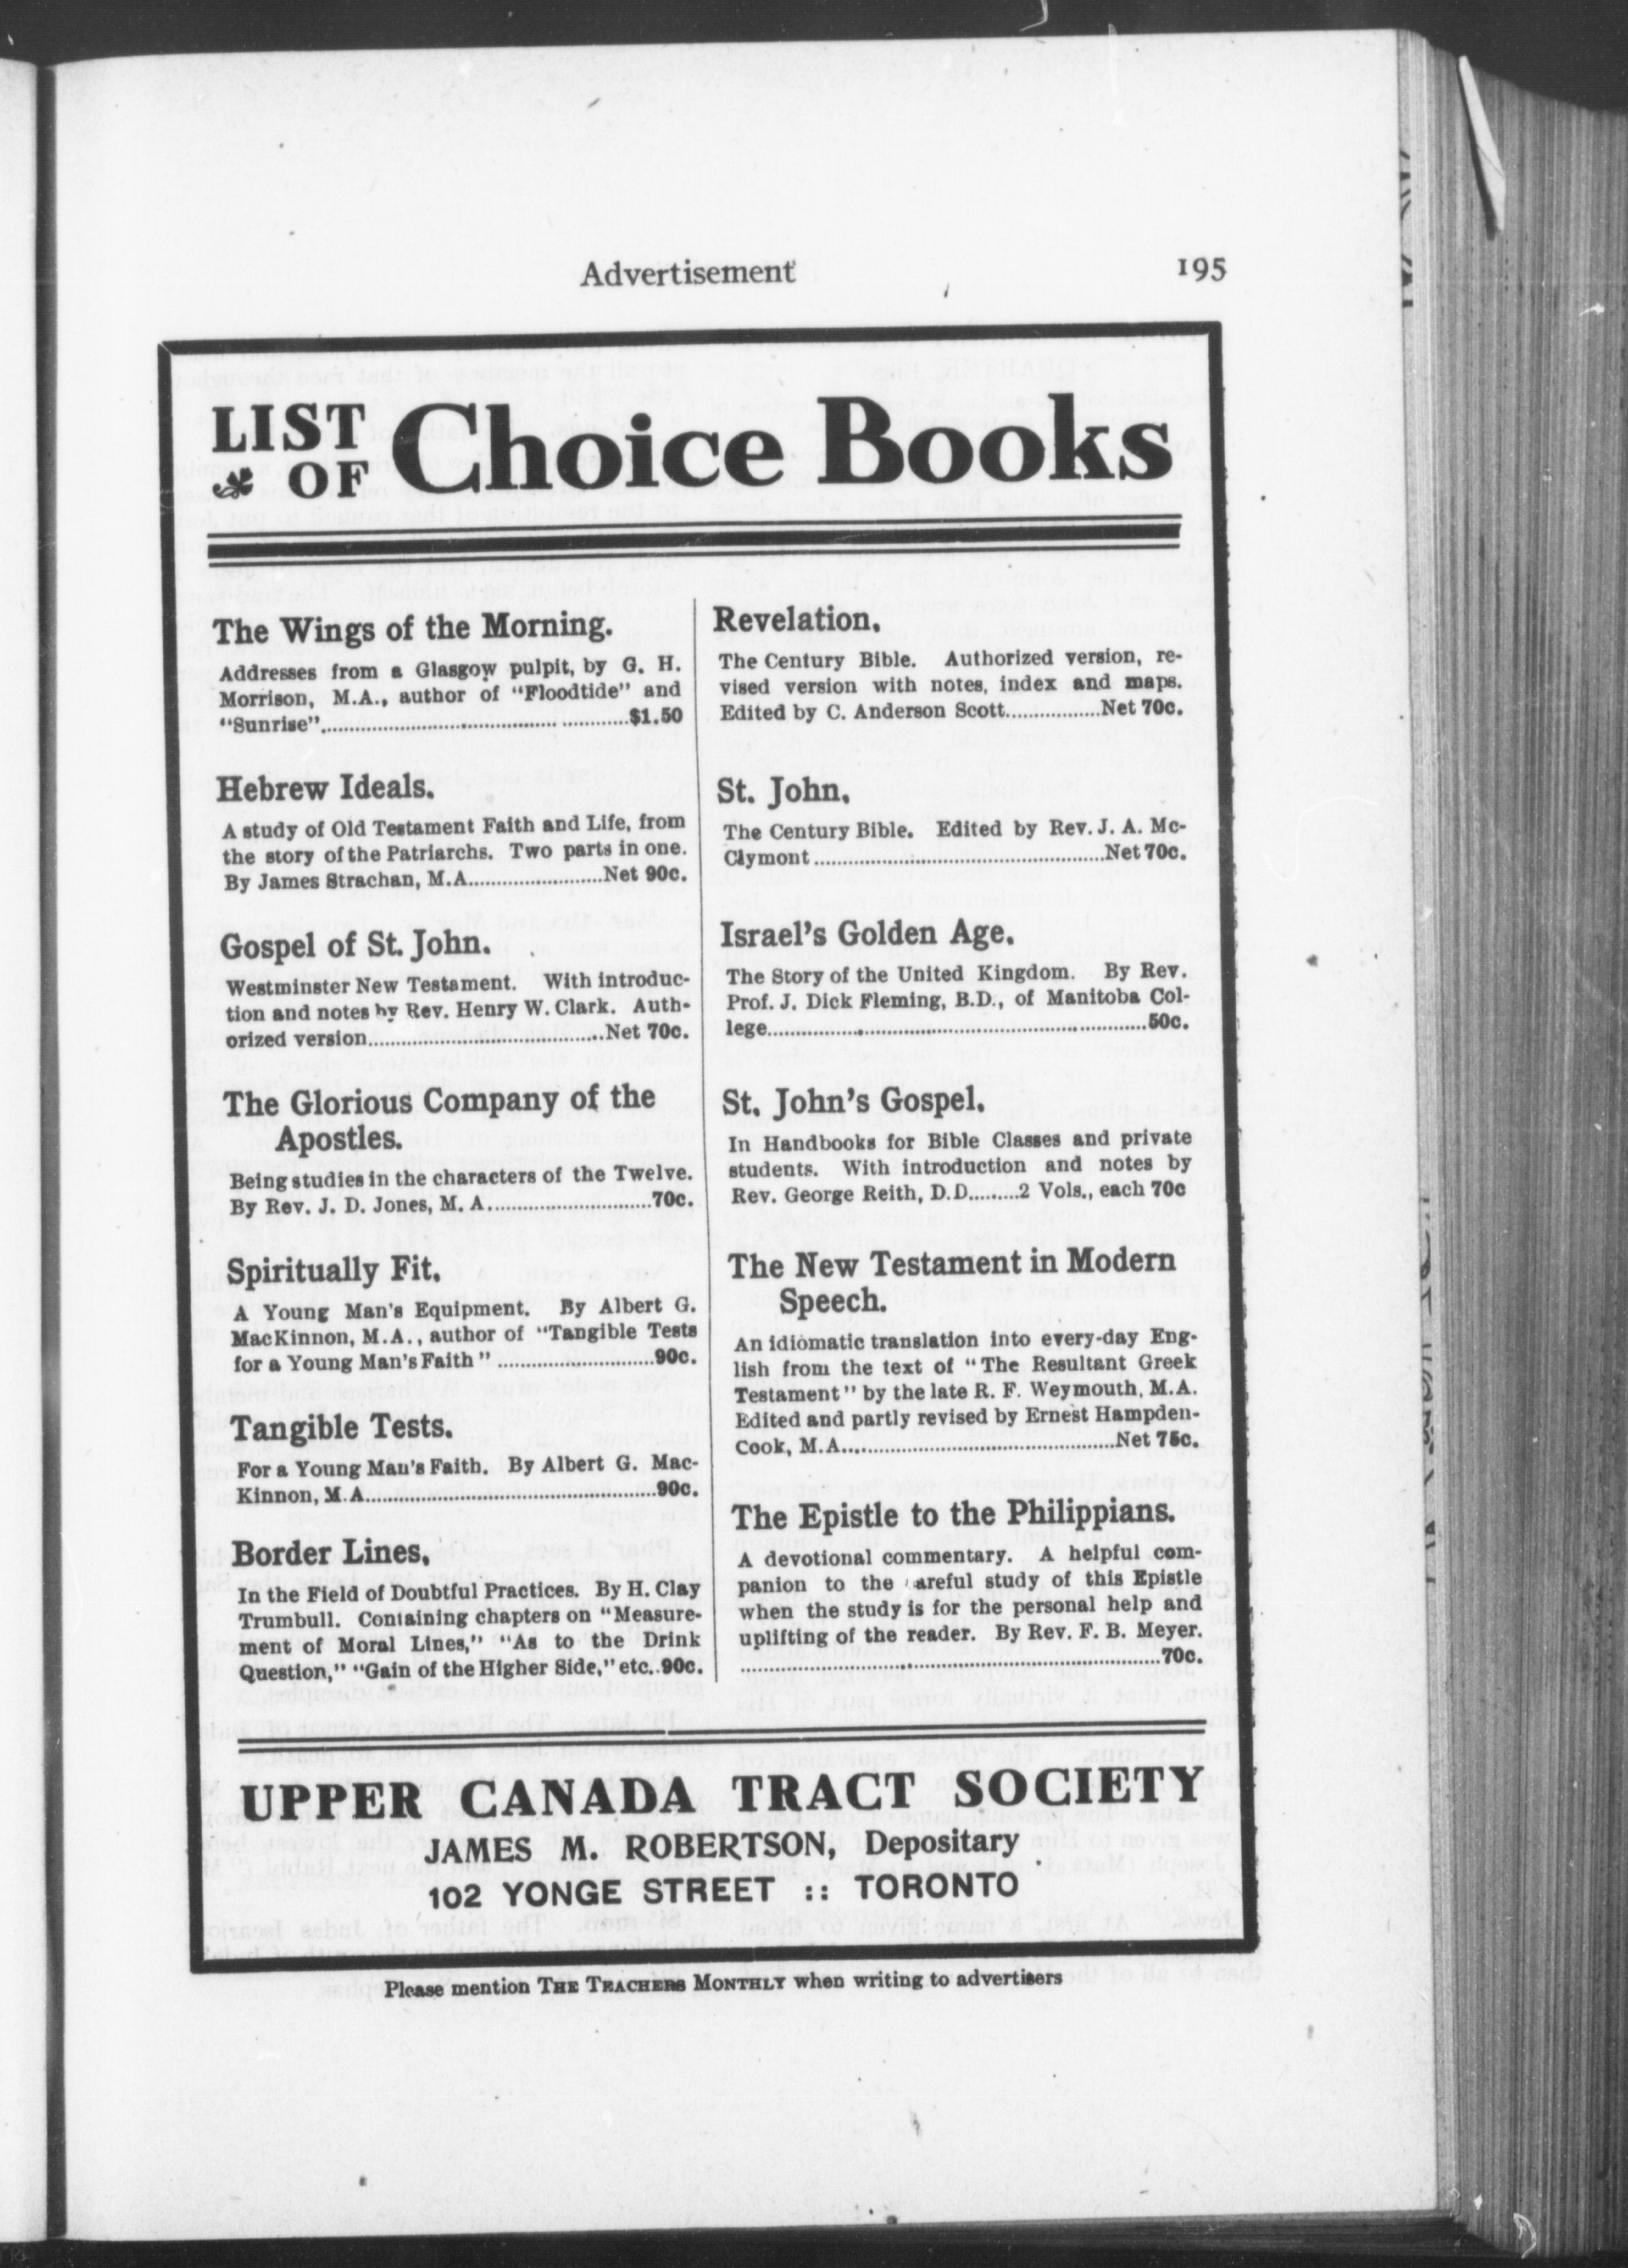 Advertisement 195
LIST OF Choice Books
The Wings of the Morning.
Addresses from a Glasgow pulpit, by G. H.
Morrison, M.A., author of "Floodtide" and
"Sunrise"..............................$1.50
Hebrew Ideals.
A study of Old Testament Faith and Life, from
the story of the Patriarchs. Two parts in one.
By James Strachan, M.A........................Net 90c.
Gospel of St. John.
Westminster New Testament. With introduc-
tion and notes by Rev. Henry W. Clark. Auth-
orized version..............................Net 70c.
The Glorious Company of the
Apostles.
Being studies in the characters of the Twelve.
By Rev. J. D. Jones, M. A..............................70c.
Spiritually Fit.
A Young Man's Equipment. By Albert G.
MacKinnon, M.A., author of "Tangible Tests
for a Young Man's Faith" ............................90c.
Tangible Tests.
For a Young Man's Faith. By Albert G. Mac-
Kinnon, M.A..............................90c.
Border Lines.
In the Field of Doubtful Practices. By H. Clay
Trumbull. Containing chapters on "Measure-
ment of Moral Lines," "As to the Drink
Question," "Gain of the Higher Side," etc..90c.
Revelation.
The Century Bible. Authorized version, re-
vised version with notes, index and maps.
Edited by C. Anderson Scott.................Net 70c.
St. John.
The Century Bible. Edited by Rev. J. A. Mc-
Clymont..............................Net 70c.
Israel's Golden Age.
The Story of the United Kingdom. By Rev.
Prof. J. Dick Fleming, B.D., of Manitoba Col-
lege..............................50c.
St. John's Gospel.
In Handbooks for Bible Classes and private
students. With introduction and notes by
Rev. George Reith, D.D.........2 Vols., each 70c
The New Testament in Modern
Speech.
An idiomatic translation into every-day Eng-
lish from the text of "The Resultant Greek
Testament" by the late R. F. Weymouth, M.A.
Edited and partly revised by Ernest Hampden-
Cook, M.A..............................Net 75c.
The Epistle to the Philippians.
A devotional commentary. A helpful com-
panion to the areful study of this Epistle
when the study is for the personal help and
uplifting of the reader. By Rev. F. B. Meyer.
..............................70c.
UPPER CANADA TRACT SOCIETY
JAMES M. ROBERTSON, Depositary
102 YONGE STREET :: TORONTO
Please mention THE TEACHERS MONTHLY when writing to advertisers